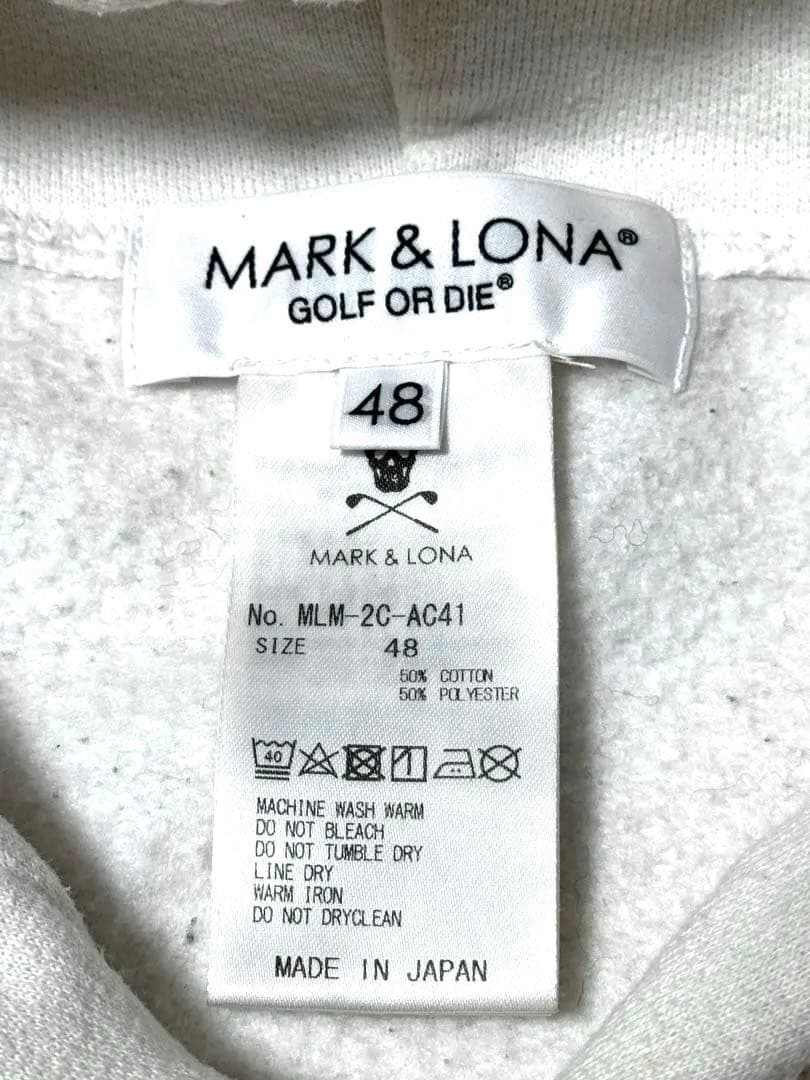 MARK & LONA®
GOLF OR DIE®
48
MARK & LONA
No. MLM-2C-AC41
SIZE 48
50% COTTON
50% POLYESTER
40
MACHINE WASH WARM
DO NOT BLEACH
DO NOT TUMBLE DRY
LINE DRY
WARM IRON
DO NOT DRYCLEAN
MADE IN JAPAN